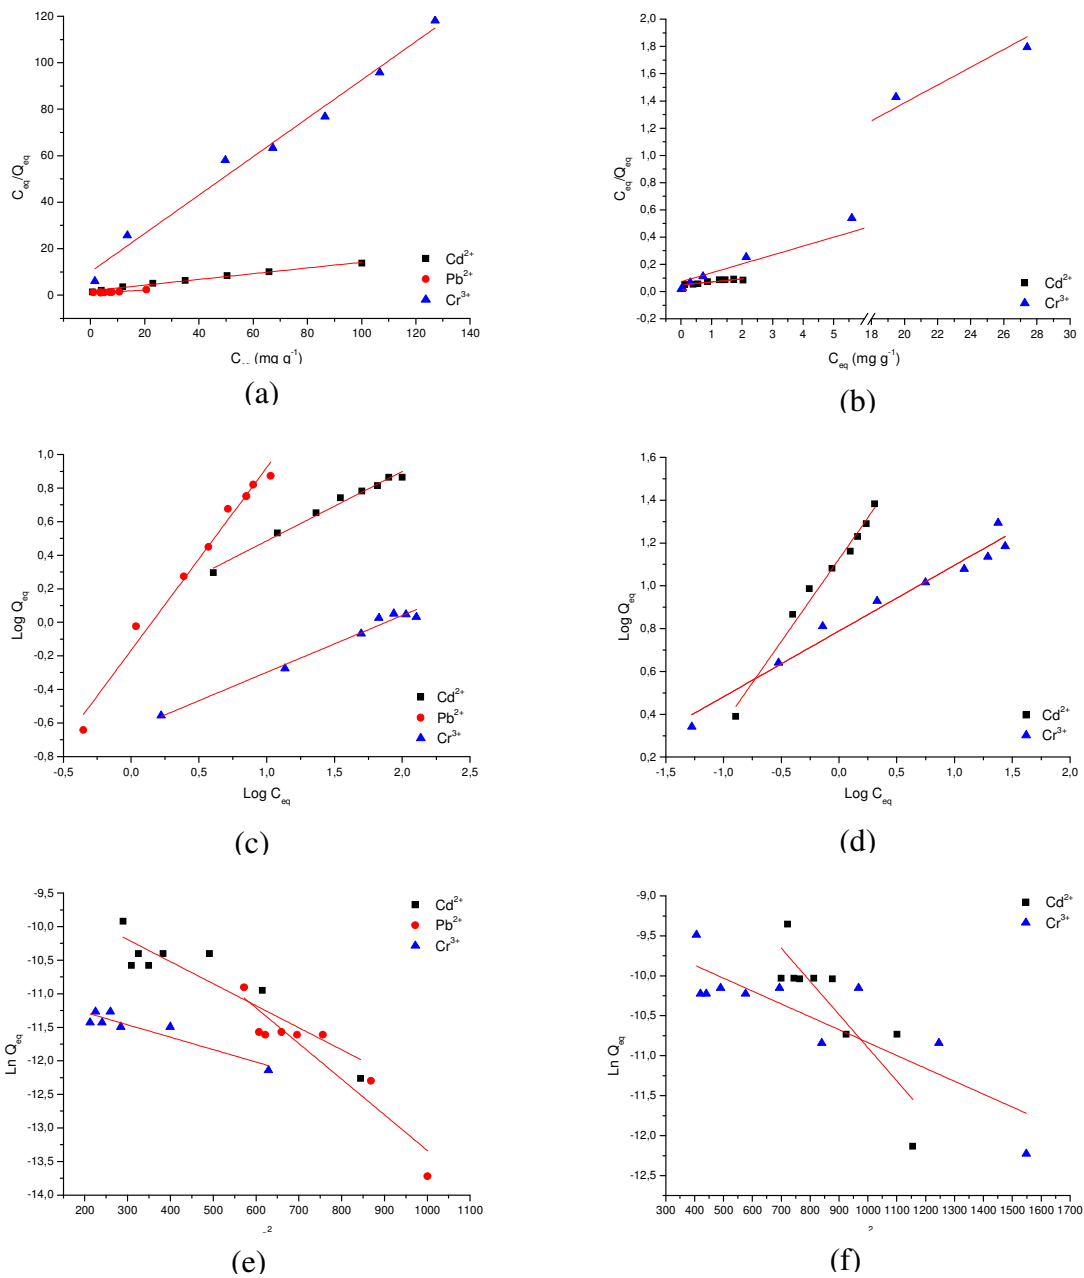 120
100
80
60
40
20
0
C_eq/Q_eq
Cd²⁺
Pb²⁺
Cr³⁺
0 20 40 60 80 100 120 140
(mg g⁻¹)
(a)
2,0
1,8
1,6
1,4
1,2
1,0
0,8
0,6
0,4
0,2
0,0
-0,2
C_eq/Q_eq
Cd²⁺
Cr³⁺
0 1 2 3 4 5 18 20 22 24 26 28 30
C_eq (mg g⁻¹)
(b)
1,0
0,8
0,6
0,4
0,2
0,0
-0,2
-0,4
-0,6
-0,8
Log Q_eq
Cd²⁺
Pb²⁺
Cr³⁺
-0,5 0,0 0,5 1,0 1,5 2,0 2,5
Log C_eq
(c)
1,6
1,4
1,2
1,0
0,8
0,6
0,4
0,2
Log Q_eq
Cd²⁺
Cr³⁺
-1,5 -1,0 -0,5 0,0 0,5 1,0 1,5 2,0
Log C_eq
(d)
-9,5
-10,0
-10,5
-11,0
-11,5
-12,0
-12,5
-13,0
-13,5
-14,0
Ln Q_eq
Cd²⁺
Pb²⁺
Cr³⁺
200 300 400 500 600 700 800 900 1000 1100
2
(e)
-9,0
-9,5
-10,0
-10,5
-11,0
-11,5
-12,0
-12,5
Ln Q_eq
Cd²⁺
Cr³⁺
300 400 500 600 700 800 900 1000 1100 1200 1300 1400 1500 1600 1700
2
(f)